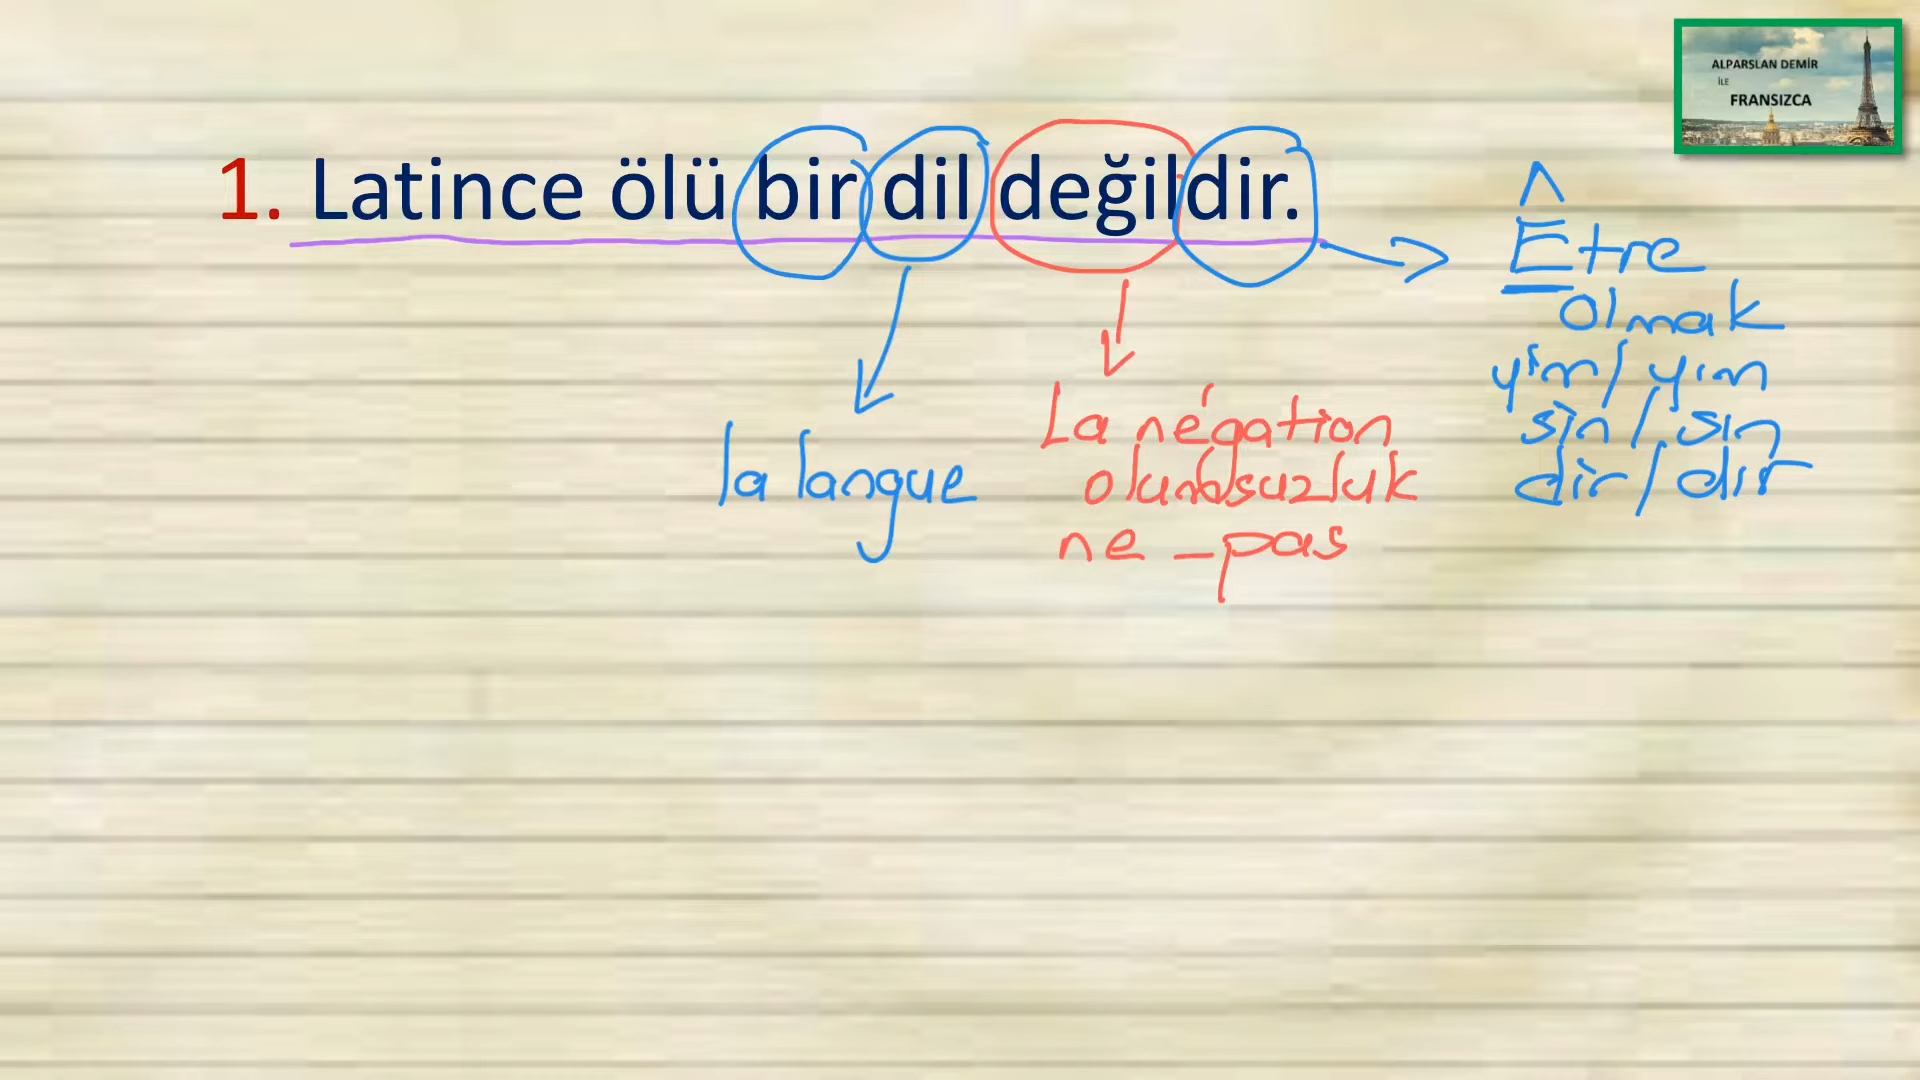 ALPARSLAN DEMİR
İLE
FRANSIZCA
1. Latince ölü bir dil değildir.
Être
olmak
yim / yım
sin / sın
dir / dır
la langue
La négation
olumsuzluk
ne _ pas